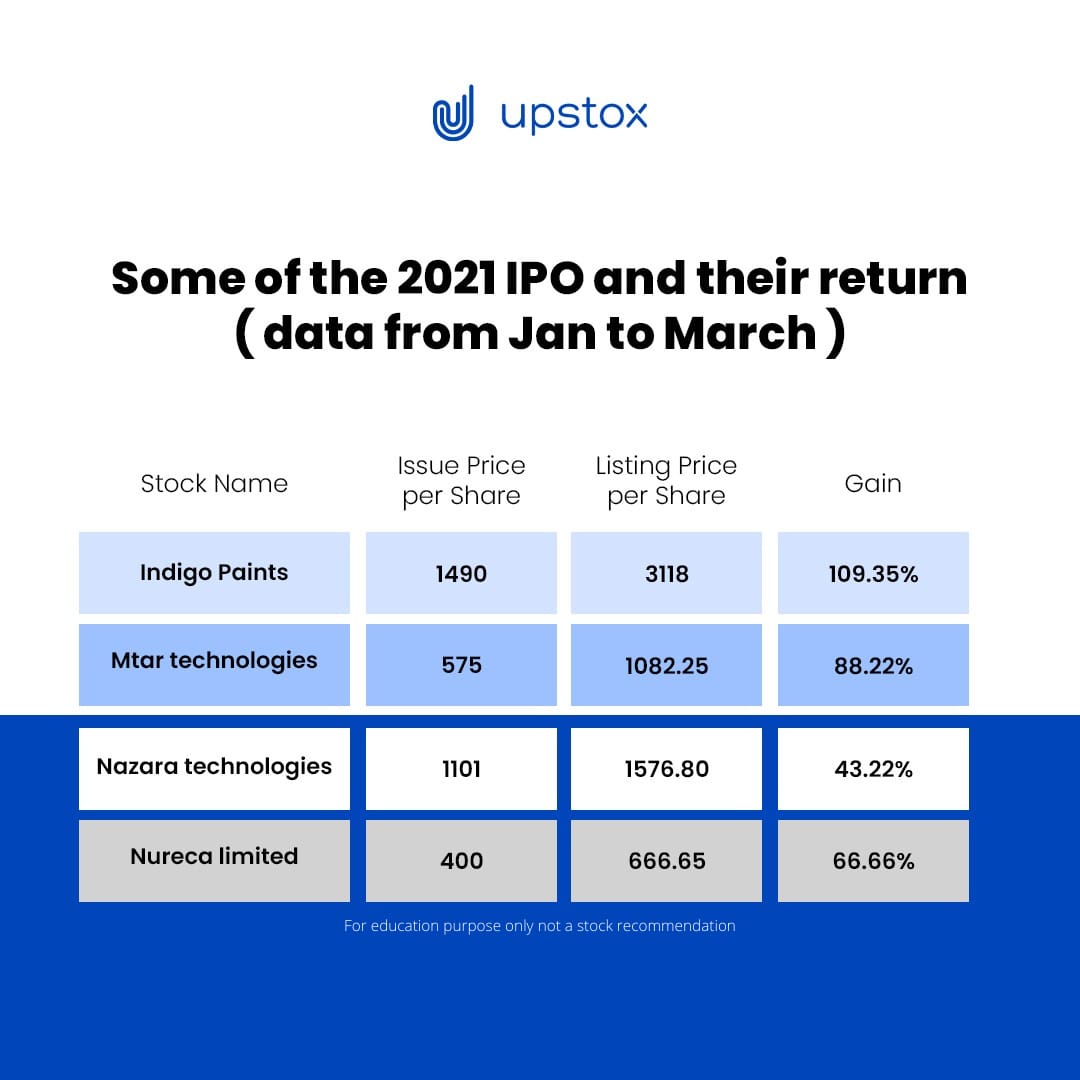 upstox
Some of the 2021 IPO and their return
( data from Jan to March )
Stock Name
Issue Price
per Share
Listing Price
per Share
Gain
Indigo Paints
1490
3118
109.35%
Mtar technologies
575
1082.25
88.22%
Nazara technologies
1101
1576.80
43.22%
Nureca limited
400
666.65
66.66%
For education purpose only not a stock recommendation